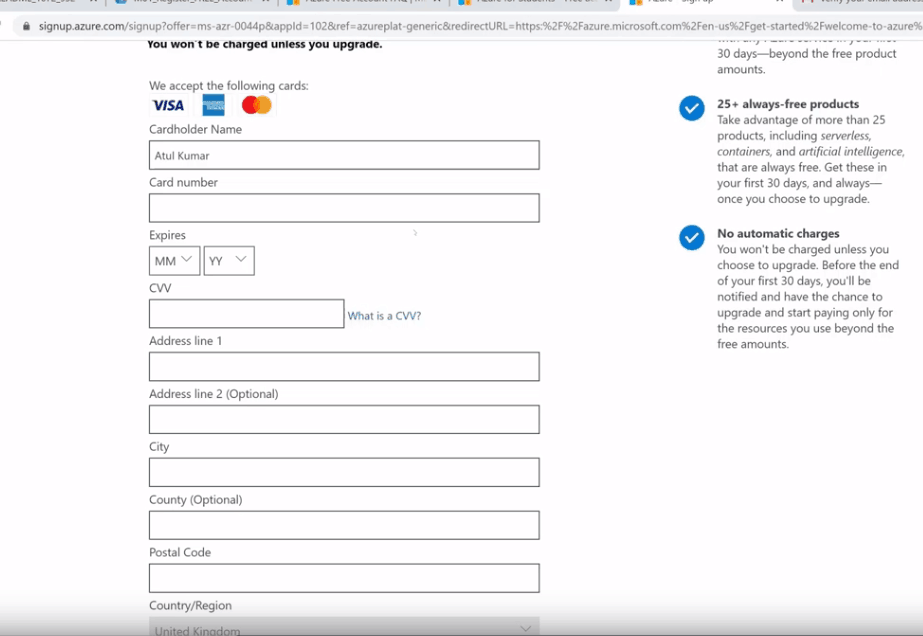 signup.azure.com/signup?offer=ms-azr-0044p&appId=102&ref=azureplat-generic&redirectURL=https:%2F%2Fazure.microsoft.com%2Fen-us%2Fget-started%2Fwelcome-to-azure%
You won't be charged unless you upgrade.
We accept the following cards:
VISA
Cardholder Name
Atul Kumar
Card number
Expires
MM
YY
CVV
What is a CVV?
Address line 1
Address line 2 (Optional)
City
County (Optional)
Postal Code
Country/Region
United Kingdom
30 days—beyond the free product
amounts.
25+ always-free products
Take advantage of more than 25
products, including serverless,
containers, and artificial intelligence,
that are always free. Get these in
your first 30 days, and always—
once you choose to upgrade.
No automatic charges
You won't be charged unless you
choose to upgrade. Before the end
of your first 30 days, you'll be
notified and have the chance to
upgrade and start paying only for
the resources you use beyond the
free amounts.